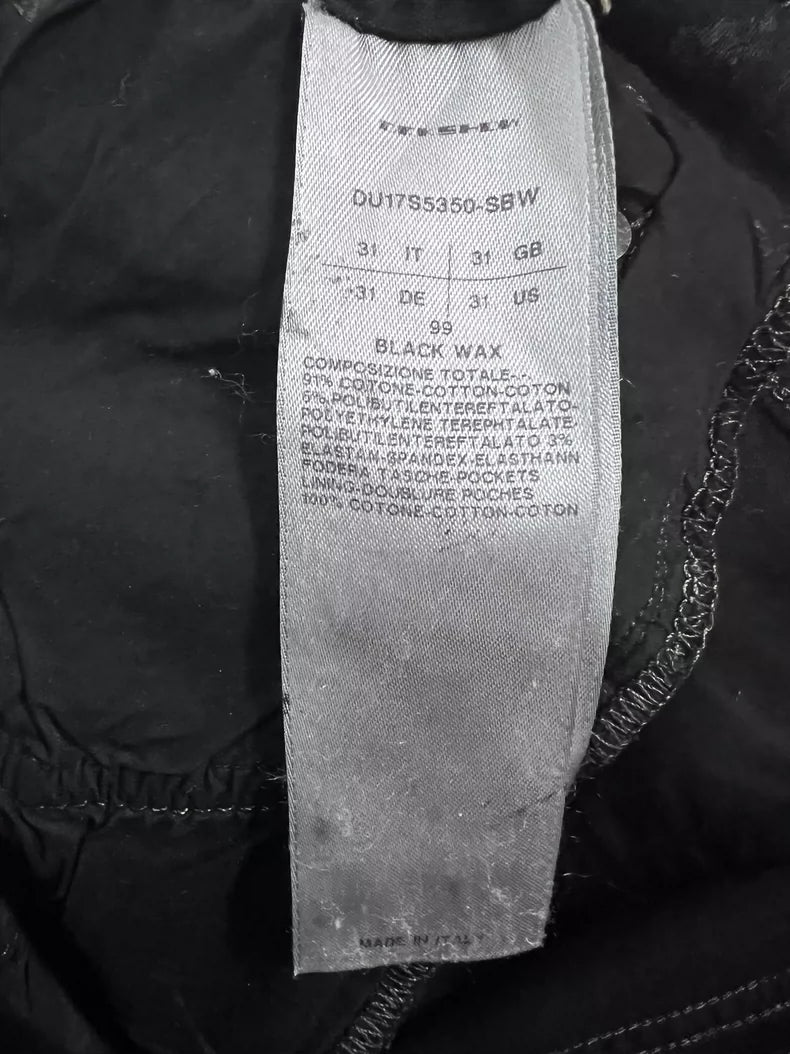 DU17S5350-SBW
31 IT 31 GB
31 DE 31 US
99
BLACK WAX
COMPOSIZIONE TOTALE--
91% COTONE-COTTON-COTON
6% POLIBUTILENTEREFTALATO-
POLYETHYLENE TEREPHTALATE
POLIBUTILENTEREFTALATO 3%
ELASTAN-SPANDEX-ELASTHANN
FODERA TASCHE-POCKETS
LINING-DOUBLURE POCHES
100% COTONE-COTTON-COTON
MADE IN ITALY